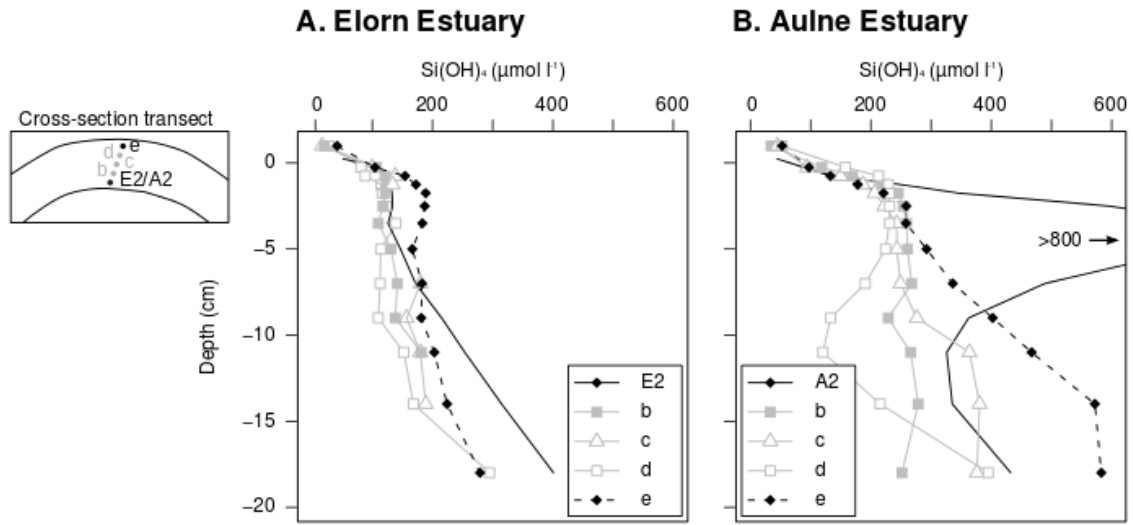 A. Elorn Estuary
B. Aulne Estuary
Si(OH)₄ (µmol l⁻¹)
Si(OH)₄ (µmol l⁻¹)
0 200 400 600
0 200 400 600
Cross-section transect
e
d
c
b
E2/A2
Depth (cm)
0
−5
−10
−15
−20
>800
E2
b
c
d
e
A2
b
c
d
e